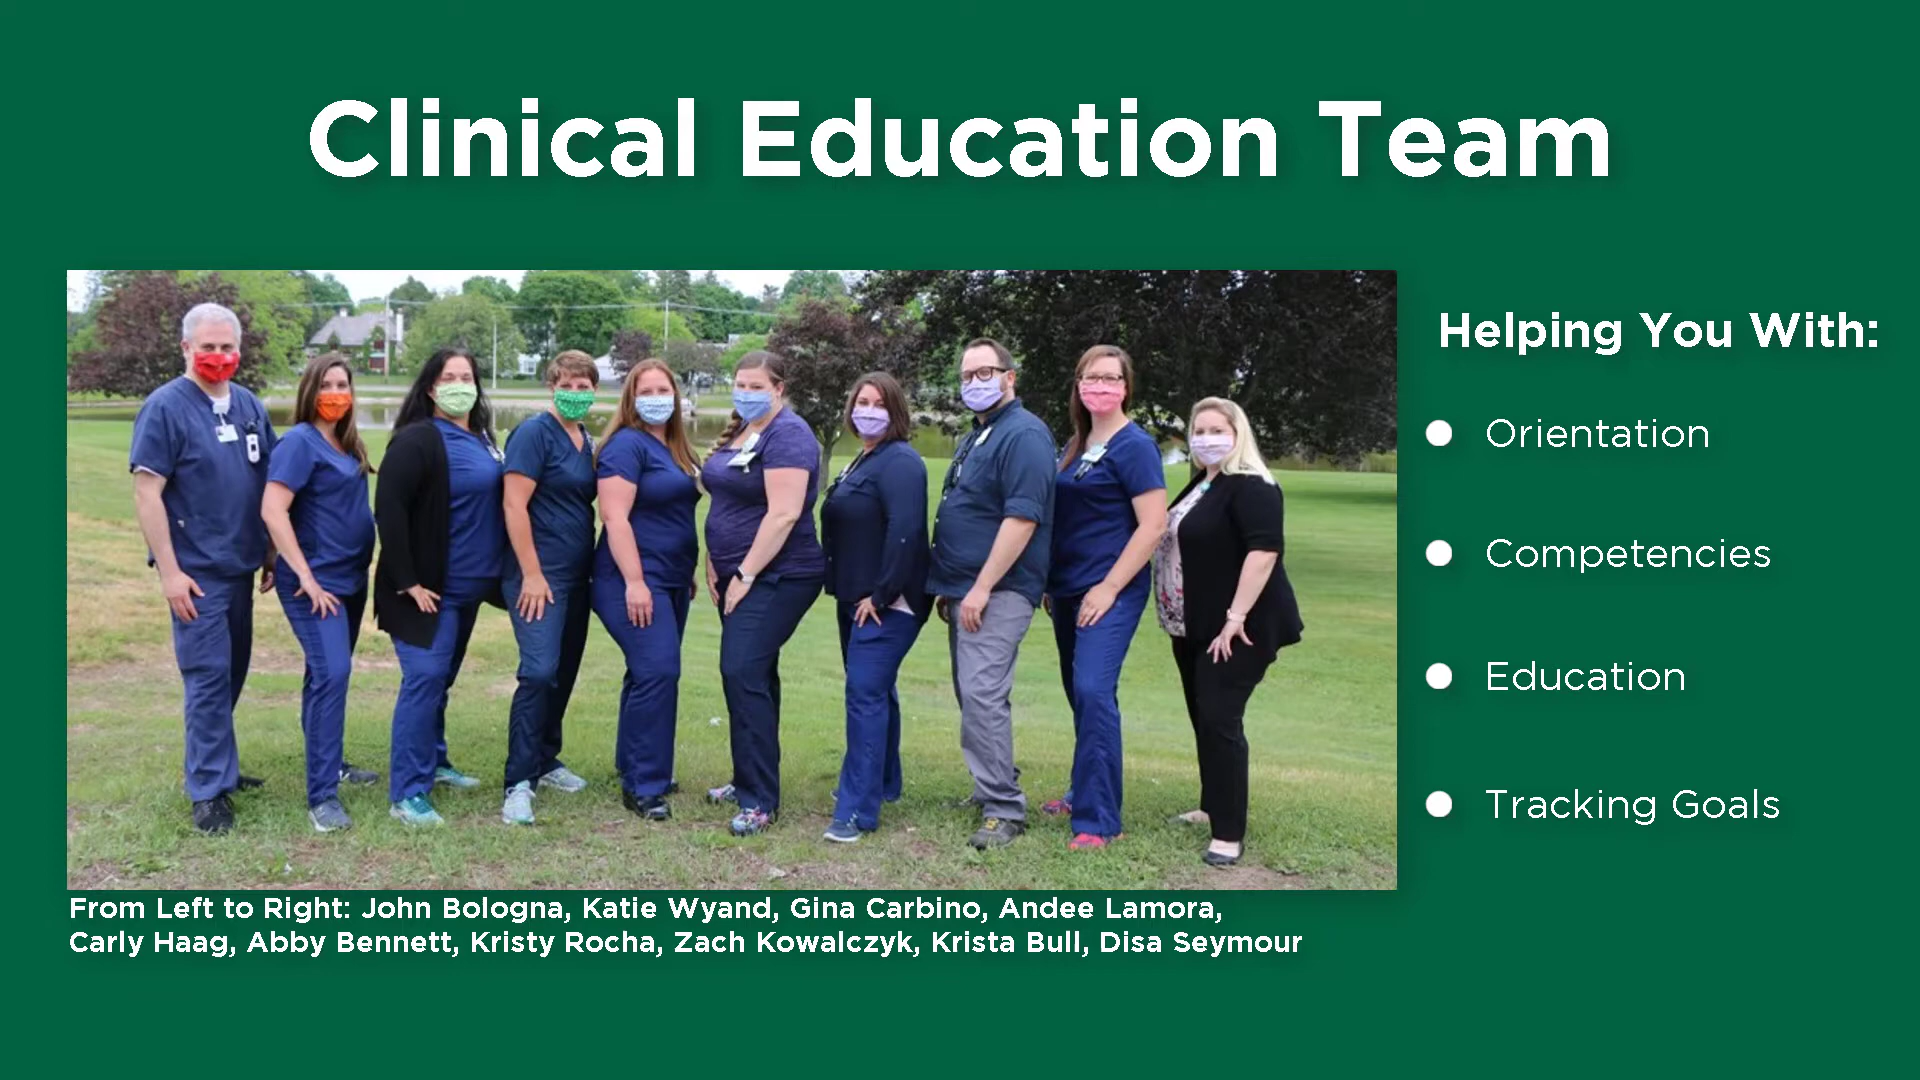 Clinical Education Team
Helping You With:
Orientation
Competencies
Education
Tracking Goals
From Left to Right: John Bologna, Katie Wyand, Gina Carbino, Andee Lamora,
Carly Haag, Abby Bennett, Kristy Rocha, Zach Kowalczyk, Krista Bull, Disa Seymour